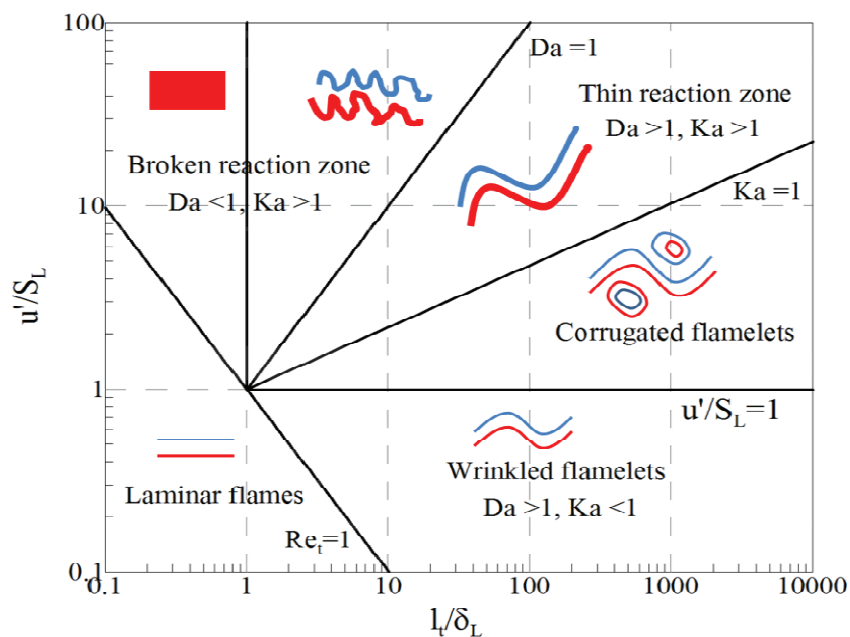 100
Da =1
Thin reaction zone
Da >1, Ka >1
Broken reaction zone
Da <1, Ka >1
Ka =1
10
u'/S_L
Corrugated flamelets
1
u'/S_L=1
Wrinkled flamelets
Da >1, Ka <1
Laminar flames
Re_t=1
0.1
0.1 1 10 100 1000 10000
l_t/δ_L